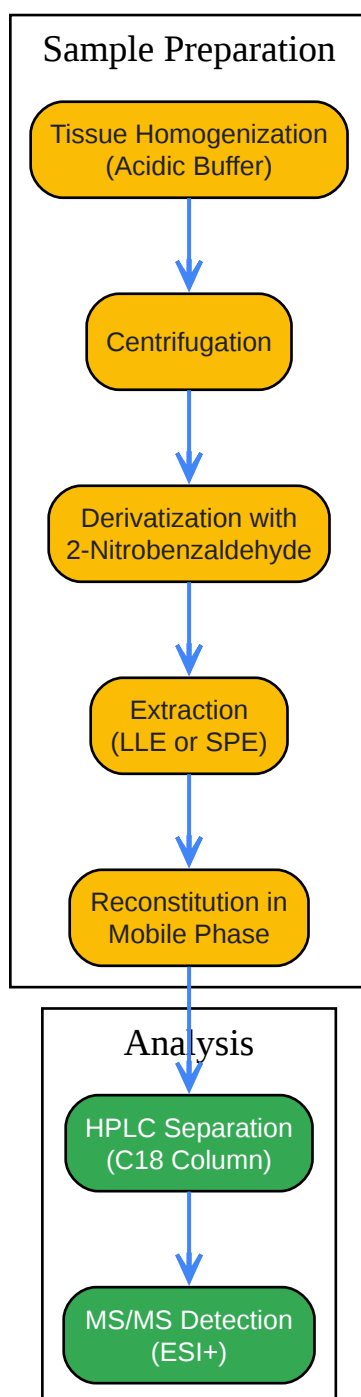 Sample Preparation
Tissue Homogenization
(Acidic Buffer)
Centrifugation
Derivatization with
2-Nitrobenzaldehyde
Extraction
(LLE or SPE)
Reconstitution in
Mobile Phase
Analysis
HPLC Separation
(C18 Column)
MS/MS Detection
(ESI+)